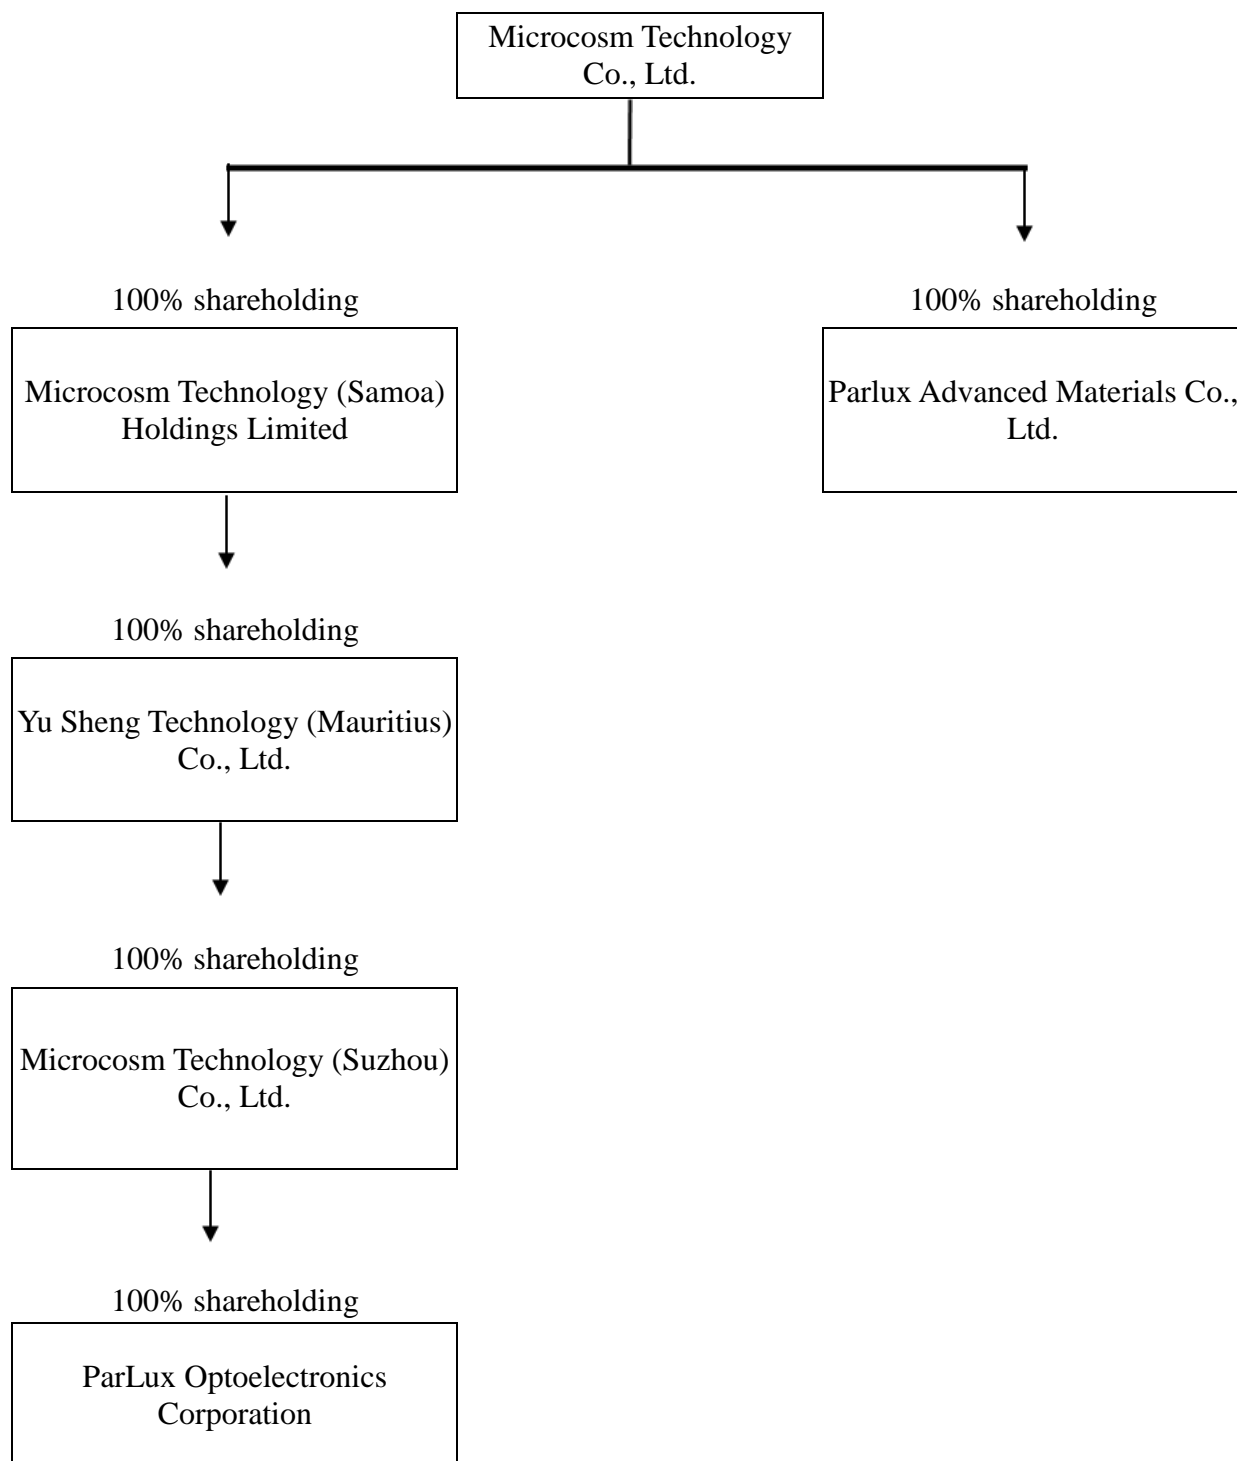 Microcosm Technology
Co., Ltd.
100% shareholding
100% shareholding
Microcosm Technology (Samoa)
Holdings Limited
Parlux Advanced Materials Co.,
Ltd.
100% shareholding
Yu Sheng Technology (Mauritius)
Co., Ltd.
100% shareholding
Microcosm Technology (Suzhou)
Co., Ltd.
100% shareholding
ParLux Optoelectronics
Corporation